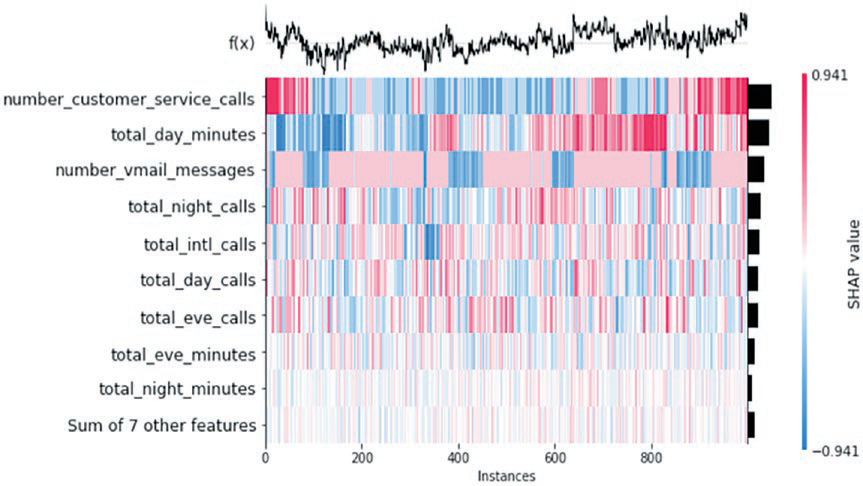 f(x)
0.941
number_customer_service_calls
total_day_minutes
number_vmail_messages
total_night_calls
total_intl_calls
total_day_calls
total_eve_calls
total_eve_minutes
total_night_minutes
Sum of 7 other features
SHAP value
−0.941
0 200 400 600 800
Instances